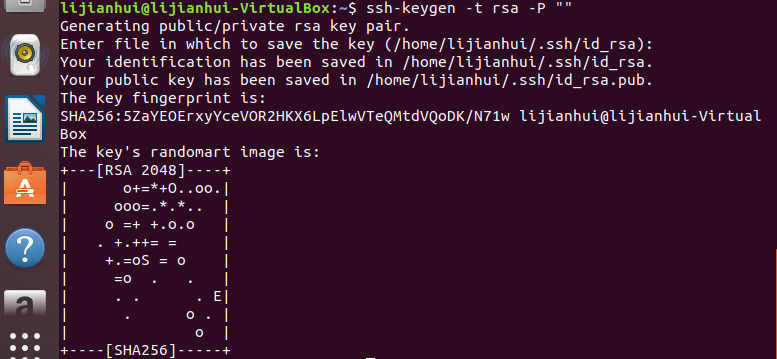 lijianhui@lijianhui-VirtualBox:~$ ssh-keygen -t rsa -P ""
Generating public/private rsa key pair.
Enter file in which to save the key (/home/lijianhui/.ssh/id_rsa):
Your identification has been saved in /home/lijianhui/.ssh/id_rsa.
Your public key has been saved in /home/lijianhui/.ssh/id_rsa.pub.
The key fingerprint is:
SHA256:5ZaYEOErxyYceVOR2HKX6LpElwVTeQMtdVQoDK/N71w lijianhui@lijianhui-Virtual
Box
The key's randomart image is:
+---[RSA 2048]----+
|       o+=*+O..oo.|
|      ooo=.*.*..  |
|     o =+ +.o.o   |
|    . +.++= =     |
|     +.=oS = o    |
|      =o  .   .   |
|      . .      . E|
|       .      o . |
|               o  |
+----[SHA256]-----+